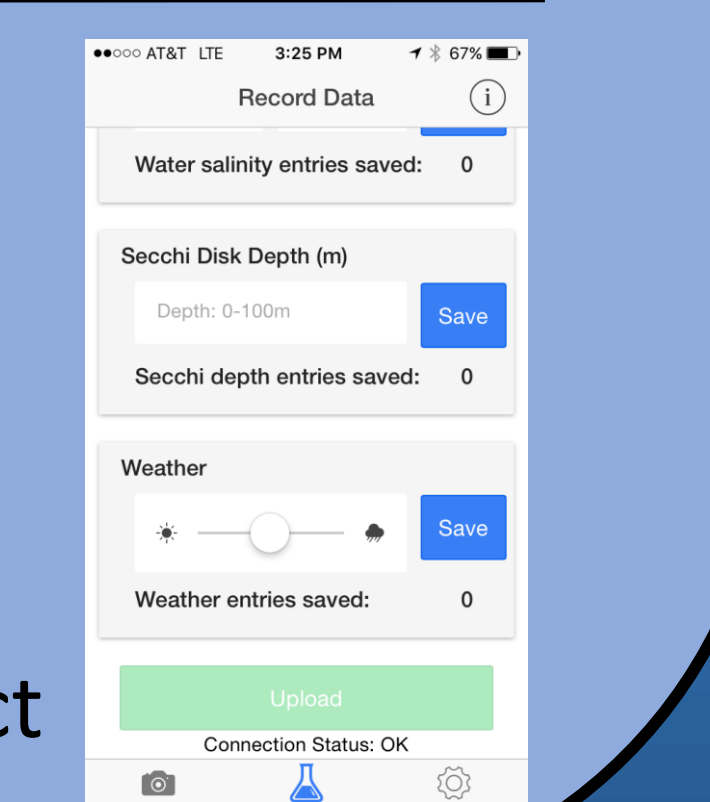 ●●○○○ AT&T LTE 3:25 PM 67%
Record Data i
Water salinity entries saved: 0
Secchi Disk Depth (m)
Depth: 0-100m Save
Secchi depth entries saved: 0
Weather
Save
Weather entries saved: 0
Upload
ct
Connection Status: OK